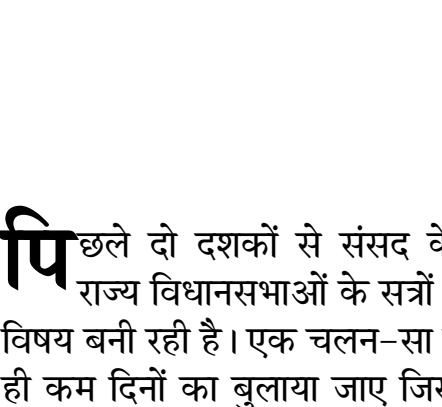 पिछले दो दशकों से संसद के
राज्य विधानसभाओं के सत्रों
विषय बनी रही है। एक चलन-सा
ही कम दिनों का बुलाया जाए